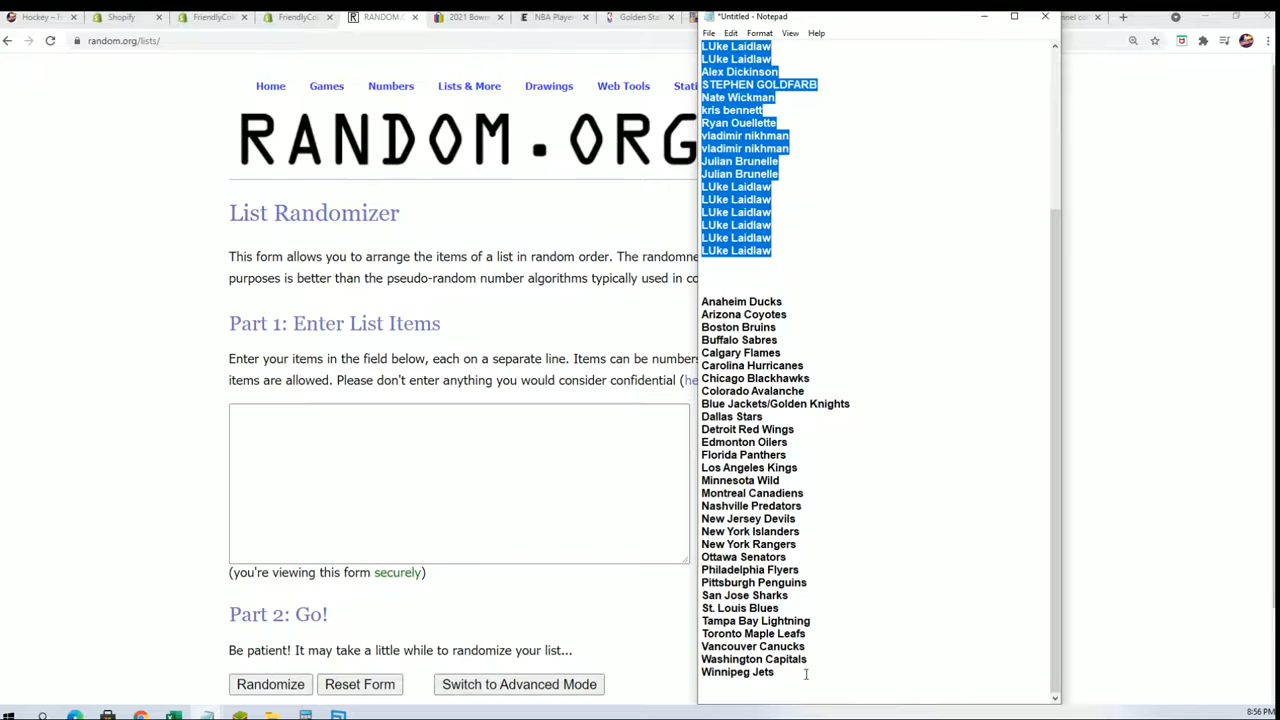 Hockey – Fr
Shopify
FriendlyCo
FriendlyCo
RANDOM.O
2021 Bowe
NBA Player
Golden Sta
*Untitled - Notepad
random.org/lists/
File Edit Format View Help
Home Games Numbers Lists & More Drawings Web Tools Stati
RANDOM.ORG
List Randomizer
This form allows you to arrange the items of a list in random order. The randomne
purposes is better than the pseudo-random number algorithms typically used in co
Part 1: Enter List Items
Enter your items in the field below, each on a separate line. Items can be numbers
items are allowed. Please don't enter anything you would consider confidential (he
(you're viewing this form securely)
Part 2: Go!
Be patient! It may take a little while to randomize your list...
Randomize Reset Form Switch to Advanced Mode
LUke Laidlaw
LUke Laidlaw
Alex Dickinson
STEPHEN GOLDFARB
Nate Wickman
kris bennett
Ryan Ouellette
vladimir nikhman
vladimir nikhman
Julian Brunelle
Julian Brunelle
LUke Laidlaw
LUke Laidlaw
LUke Laidlaw
LUke Laidlaw
LUke Laidlaw
LUke Laidlaw
Anaheim Ducks
Arizona Coyotes
Boston Bruins
Buffalo Sabres
Calgary Flames
Carolina Hurricanes
Chicago Blackhawks
Colorado Avalanche
Blue Jackets/Golden Knights
Dallas Stars
Detroit Red Wings
Edmonton Oilers
Florida Panthers
Los Angeles Kings
Minnesota Wild
Montreal Canadiens
Nashville Predators
New Jersey Devils
New York Islanders
New York Rangers
Ottawa Senators
Philadelphia Flyers
Pittsburgh Penguins
San Jose Sharks
St. Louis Blues
Tampa Bay Lightning
Toronto Maple Leafs
Vancouver Canucks
Washington Capitals
Winnipeg Jets
8:56 PM